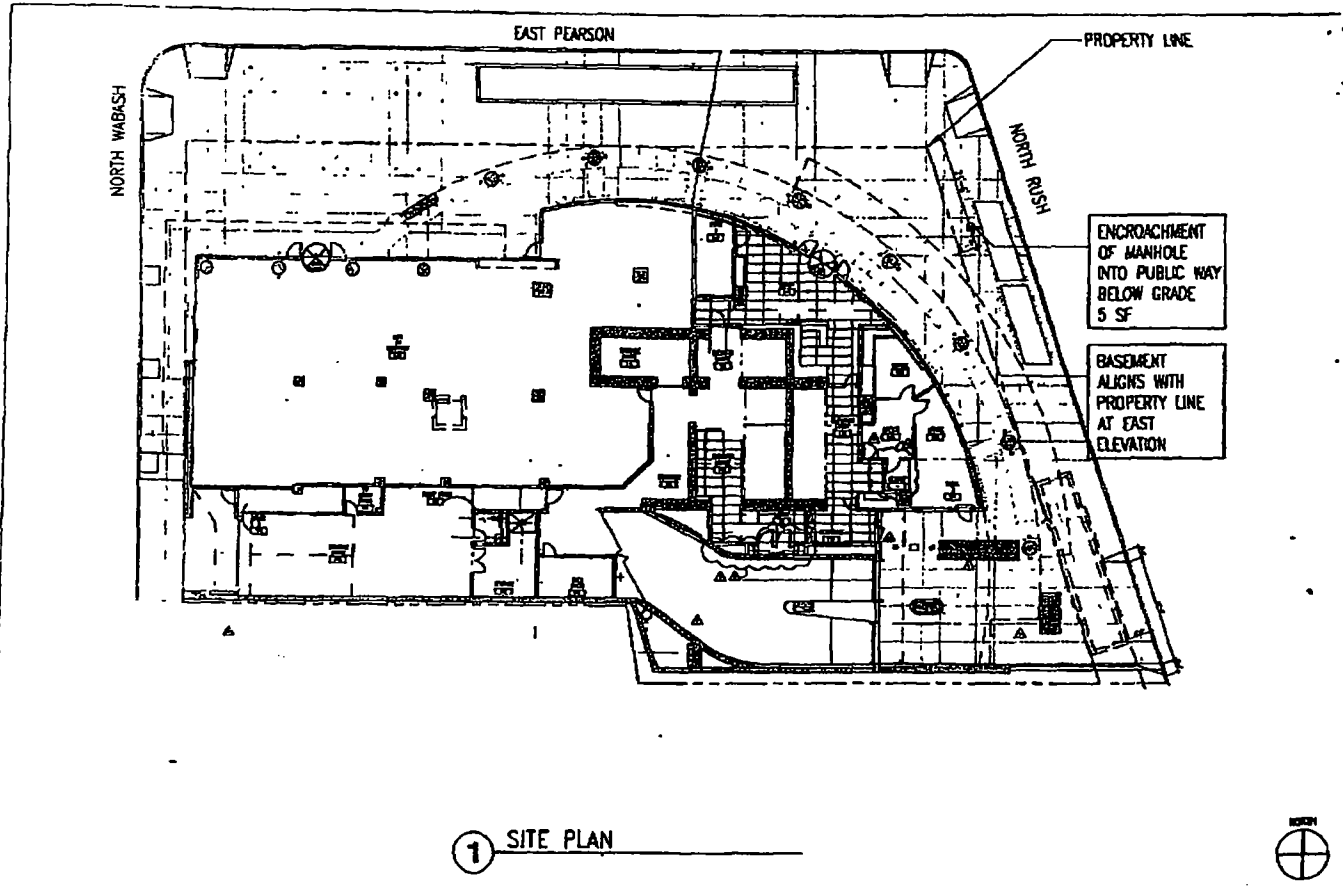 EAST PEARSON
PROPERTY LINE
NORTH WABASH
NORTH RUSH
ENCROACHMENT
OF MANHOLE
INTO PUBLIC WAY
BELOW GRADE
5 SF
BASEMENT
ALIGNS WITH
PROPERTY LINE
AT EAST
ELEVATION
1 SITE PLAN
NORTH